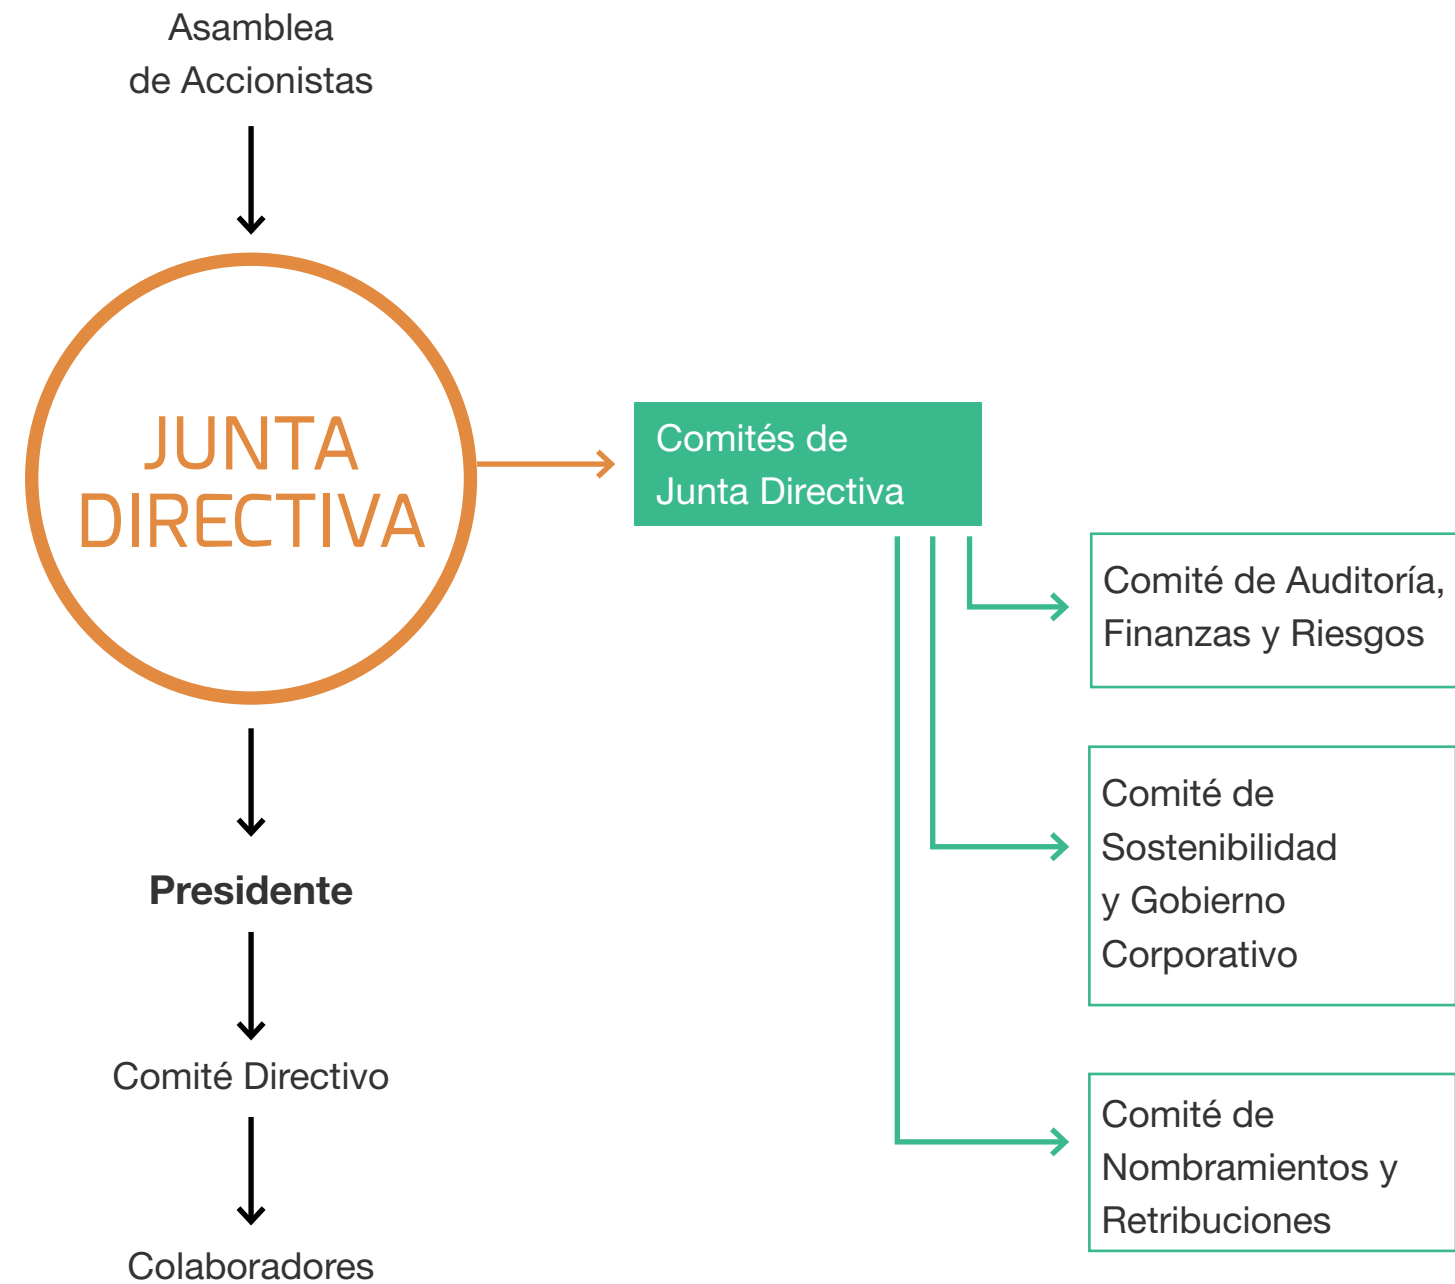 Asamblea
de Accionistas
JUNTA
DIRECTIVA
Comités de
Junta Directiva
Comité de Auditoría,
Finanzas y Riesgos
Comité de
Sostenibilidad
y Gobierno
Corporativo
Comité de
Nombramientos y
Retribuciones
Presidente
Comité Directivo
Colaboradores